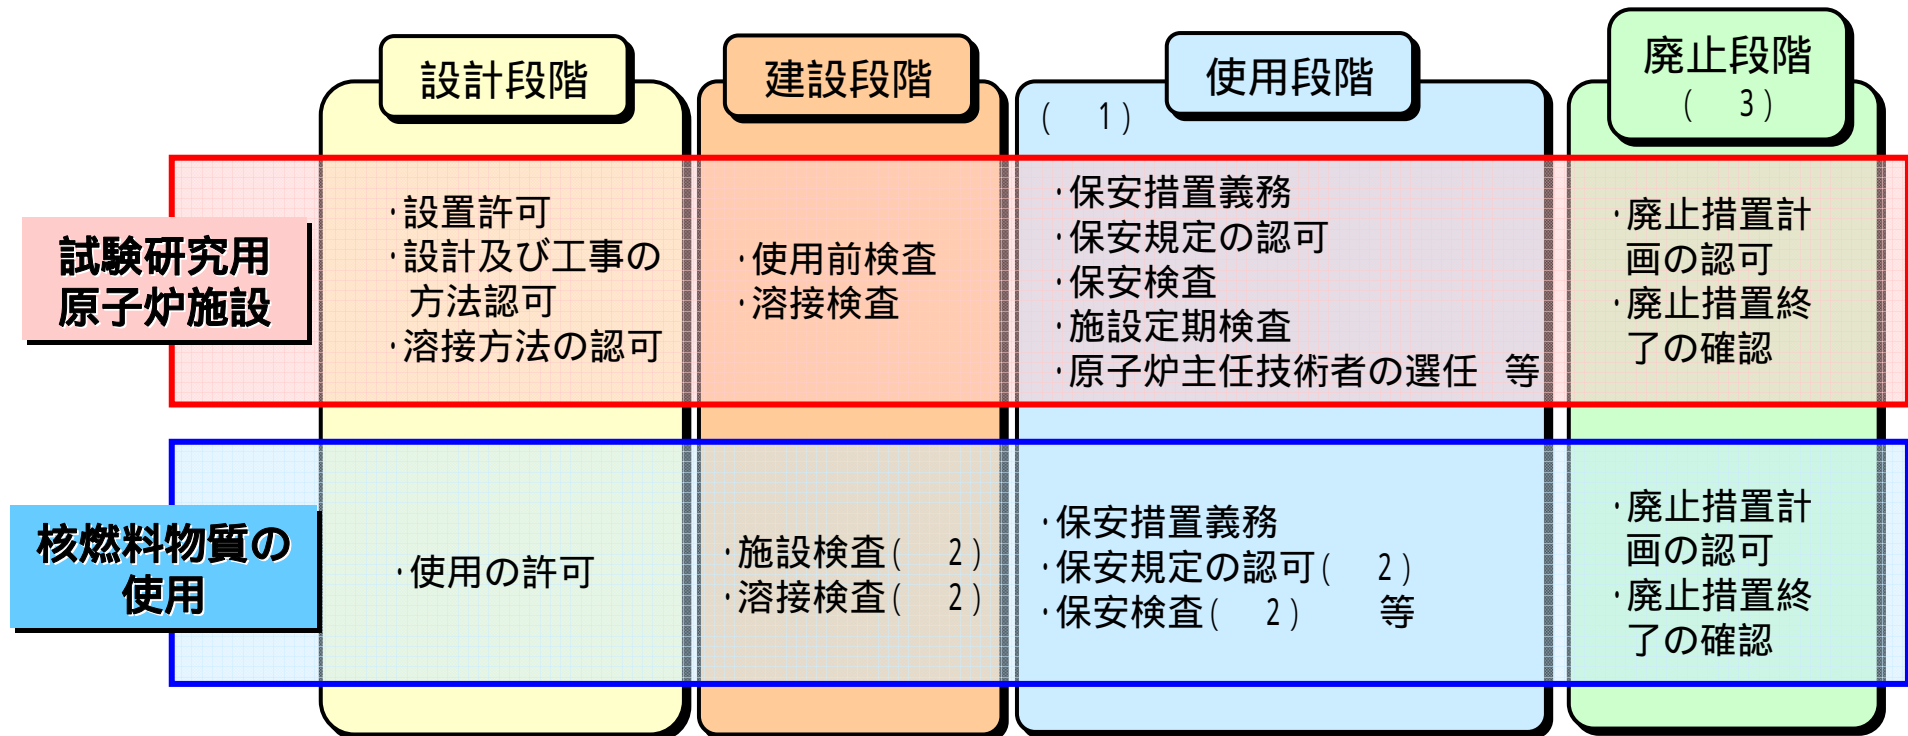 設計段階
建設段階
使用段階
廃止段階
( 3)
( 1)
試験研究用
原子炉施設
·設置許可
·設計及び工事の
方法認可
·溶接方法の認可
·使用前検査
·溶接検査
·保安措置義務
·保安規定の認可
·保安検査
·施設定期検査
·原子炉主任技術者の選任 等
·廃止措置計
画の認可
·廃止措置終
了の確認
核燃料物質の
使用
·使用の許可
·施設検査( 2)
·溶接検査( 2)
·保安措置義務
·保安規定の認可( 2)
·保安検査( 2) 等
·廃止措置計
画の認可
·廃止措置終
了の確認